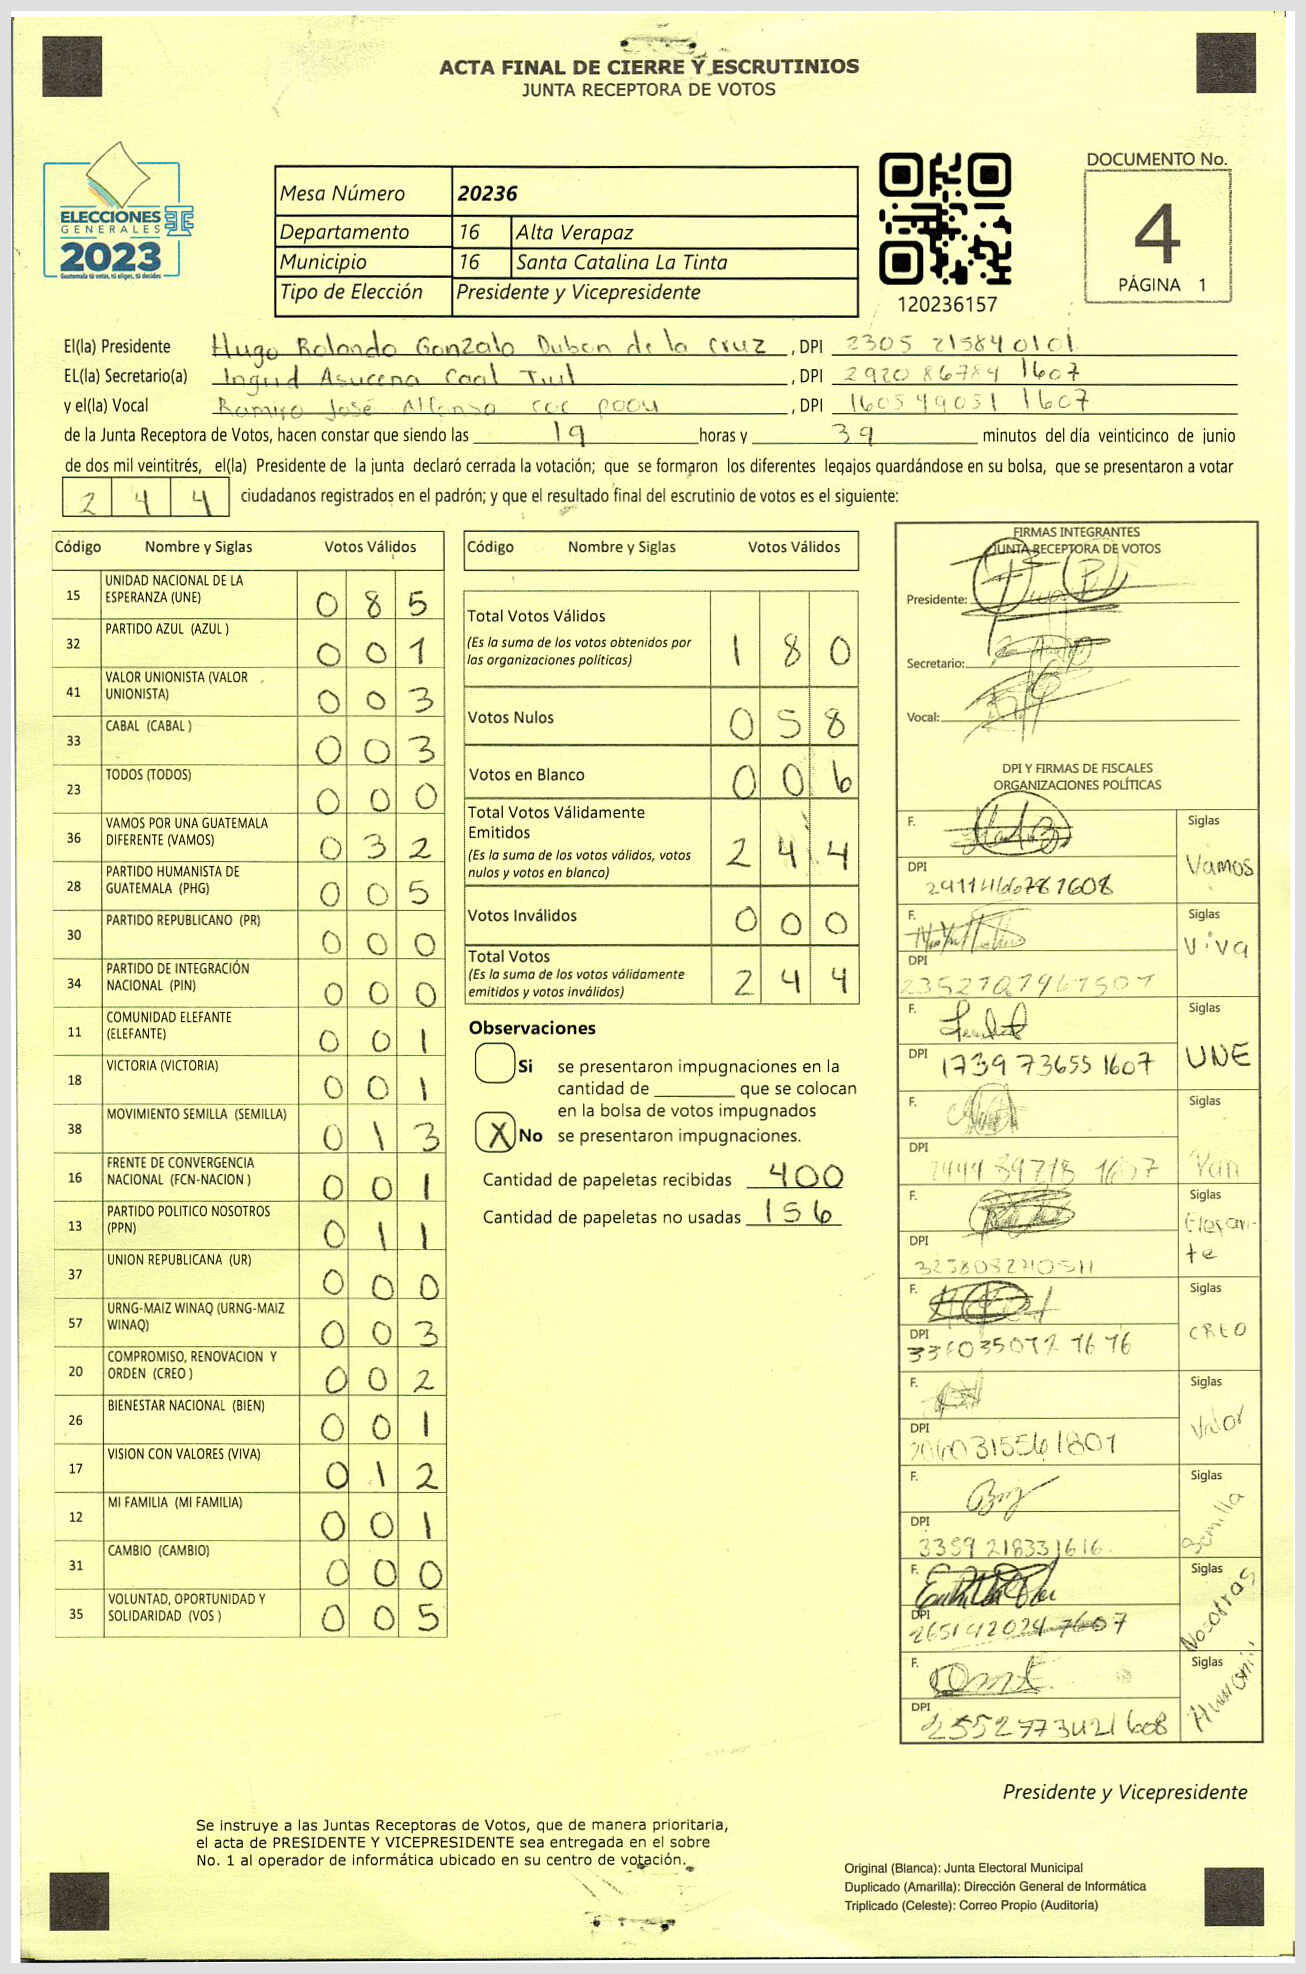 ACTA FINAL DE CIERRE Y ESCRUTINIOS
JUNTA RECEPTORA DE VOTOS
ELECCIONES
GENERALES
2023
Guatemala tú votas, tú eliges, tú decides
Mesa Número 20236
Departamento 16 Alta Verapaz
Municipio 16 Santa Catalina La Tinta
Tipo de Elección Presidente y Vicepresidente
120236157
DOCUMENTO No.
4
PÁGINA 1
El(la) Presidente Hugo Rolando Gonzalo Dubon de la Cruz , DPI 2305 21584 0101
EL(la) Secretario(a) Ingrid Asucena Caal Tiul , DPI 2920 86784 1607
y el(la) Vocal Ramiro José Alfonso coc poou , DPI 160549051 1607
de la Junta Receptora de Votos, hacen constar que siendo las 19 horas y 39 minutos del día veinticinco de junio
de dos mil veintitrés, el(la) Presidente de la junta declaró cerrada la votación; que se formaron los diferentes legajos quardándose en su bolsa, que se presentaron a votar
2 4 4 ciudadanos registrados en el padrón; y que el resultado final del escrutinio de votos es el siguiente:
Código Nombre y Siglas Votos Válidos
15 UNIDAD NACIONAL DE LA ESPERANZA (UNE) 0 8 5
32 PARTIDO AZUL (AZUL ) 0 0 1
41 VALOR UNIONISTA (VALOR UNIONISTA) 0 0 3
33 CABAL (CABAL ) 0 0 3
23 TODOS (TODOS) 0 0 0
36 VAMOS POR UNA GUATEMALA DIFERENTE (VAMOS) 0 3 2
28 PARTIDO HUMANISTA DE GUATEMALA (PHG) 0 0 5
30 PARTIDO REPUBLICANO (PR) 0 0 0
34 PARTIDO DE INTEGRACIÓN NACIONAL (PIN) 0 0 0
11 COMUNIDAD ELEFANTE (ELEFANTE) 0 0 1
18 VICTORIA (VICTORIA) 0 0 1
38 MOVIMIENTO SEMILLA (SEMILLA) 0 1 3
16 FRENTE DE CONVERGENCIA NACIONAL (FCN-NACION ) 0 0 1
13 PARTIDO POLITICO NOSOTROS (PPN) 0 1 1
37 UNION REPUBLICANA (UR) 0 0 0
57 URNG-MAIZ WINAQ (URNG-MAIZ WINAQ) 0 0 3
20 COMPROMISO, RENOVACION Y ORDEN (CREO ) 0 0 2
26 BIENESTAR NACIONAL (BIEN) 0 0 1
17 VISION CON VALORES (VIVA) 0 1 2
12 MI FAMILIA (MI FAMILIA) 0 0 1
31 CAMBIO (CAMBIO) 0 0 0
35 VOLUNTAD, OPORTUNIDAD Y SOLIDARIDAD (VOS ) 0 0 5
Código Nombre y Siglas Votos Válidos
Total Votos Válidos 1 8 0
(Es la suma de los votos obtenidos por
las organizaciones políticas)
Votos Nulos 0 5 8
Votos en Blanco 0 0 6
Total Votos Válidamente
Emitidos 2 4 4
(Es la suma de los votos válidos, votos
nulos y votos en blanco)
Votos Inválidos 0 0 0
Total Votos 2 4 4
(Es la suma de los votos válidamente
emitidos y votos inválidos)
Observaciones
Si se presentaron impugnaciones en la
cantidad de ________ que se colocan
en la bolsa de votos impugnados
X No se presentaron impugnaciones.
Cantidad de papeletas recibidas 400
Cantidad de papeletas no usadas 156
FIRMAS INTEGRANTES
JUNTA RECEPTORA DE VOTOS
Presidente:
Secretario:
Vocal:
DPI Y FIRMAS DE FISCALES
ORGANIZACIONES POLÍTICAS
F. Siglas
DPI Vamos
F. Siglas
DPI Viva
F. Siglas
DPI 1739 73655 1607 UNE
F. Siglas
DPI
F. Siglas
DPI Elefan-
te
F. Siglas
DPI CREO
F. Siglas
DPI Valor
F. Siglas
DPI 3359 21833 1616 Semilla
F. Siglas
DPI Nosotros
F. Siglas
DPI 2552773421608
Presidente y Vicepresidente
Se instruye a las Juntas Receptoras de Votos, que de manera prioritaria,
el acta de PRESIDENTE Y VICEPRESIDENTE sea entregada en el sobre
No. 1 al operador de informática ubicado en su centro de votación.
Original (Blanca): Junta Electoral Municipal
Duplicado (Amarilla): Dirección General de Informática
Triplicado (Celeste): Correo Propio (Auditoría)